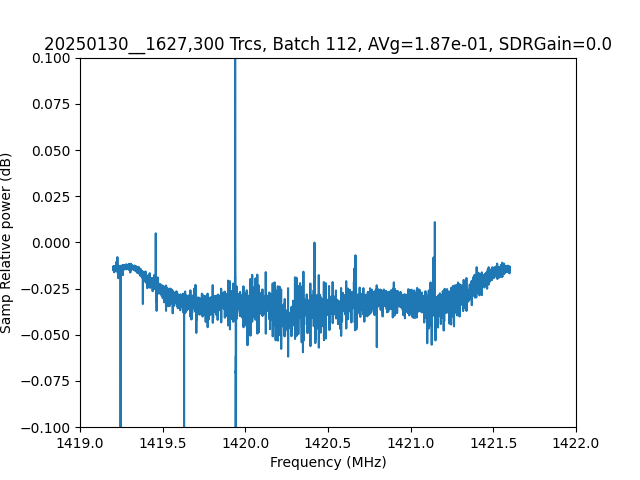 20250130__1627,300 Trcs, Batch 112, AVg=1.87e-01, SDRGain=0.0
0.100
0.075
0.050
0.025
0.000
−0.025
−0.050
−0.075
−0.100
Samp Relative power (dB)
1419.0 1419.5 1420.0 1420.5 1421.0 1421.5 1422.0
Frequency (MHz)